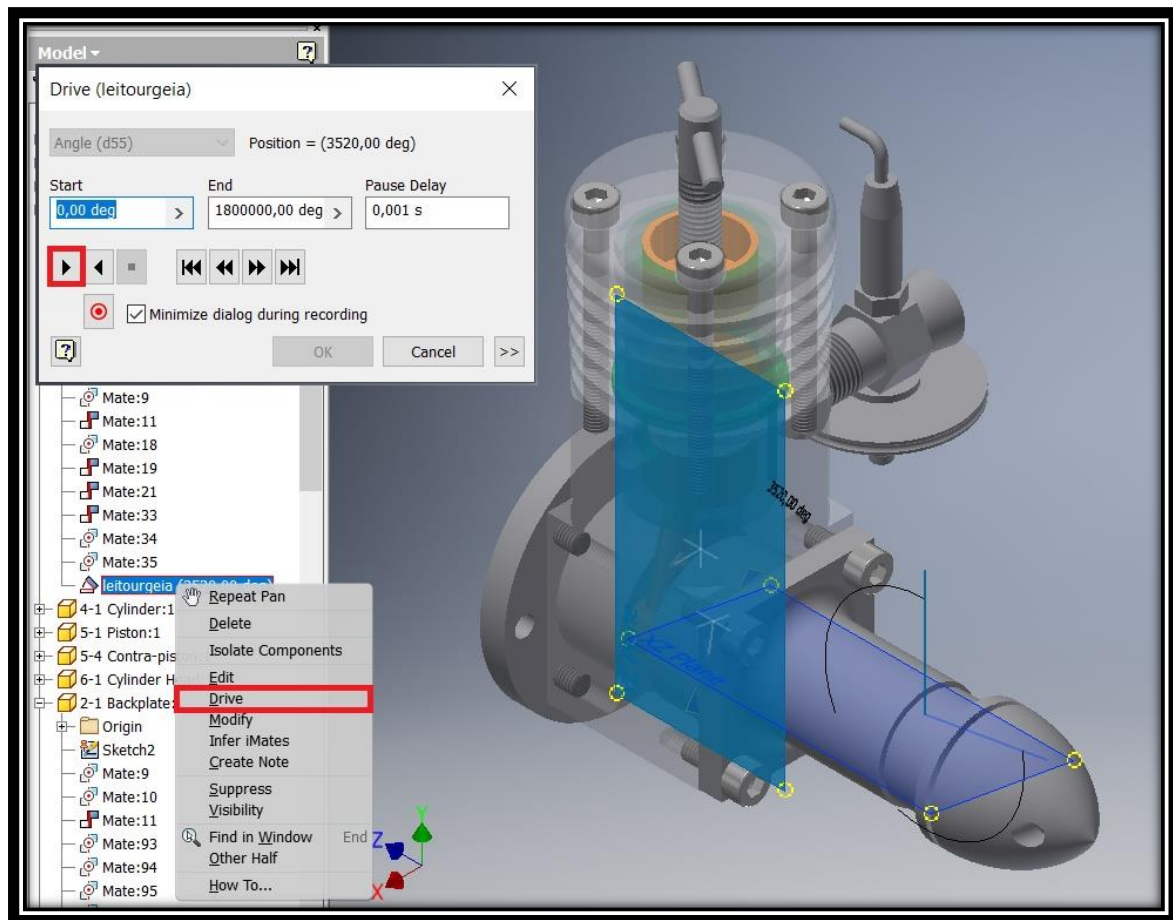 Model
Drive (leitourgeia)
Angle (d55)
Position = (3520,00 deg)
Start
End
Pause Delay
0,00 deg
>
1800000,00 deg
>
0,001 s
Minimize dialog during recording
OK
Cancel
>>
Mate:9
Mate:11
Mate:18
Mate:19
Mate:21
Mate:33
Mate:34
Mate:35
leitourgeia (3520,00 deg)
4-1 Cylinder:1
5-1 Piston:1
5-4 Contra-pis
6-1 Cylinder H
2-1 Backplate:
Origin
Sketch2
Mate:9
Mate:10
Mate:11
Mate:93
Mate:94
Mate:95
Repeat Pan
Delete
Isolate Components
Edit
Drive
Modify
Infer iMates
Create Note
Suppress
Visibility
Find in Window End
Other Half
How To...
3520,00 deg
XZ Plane
Y
Z
X